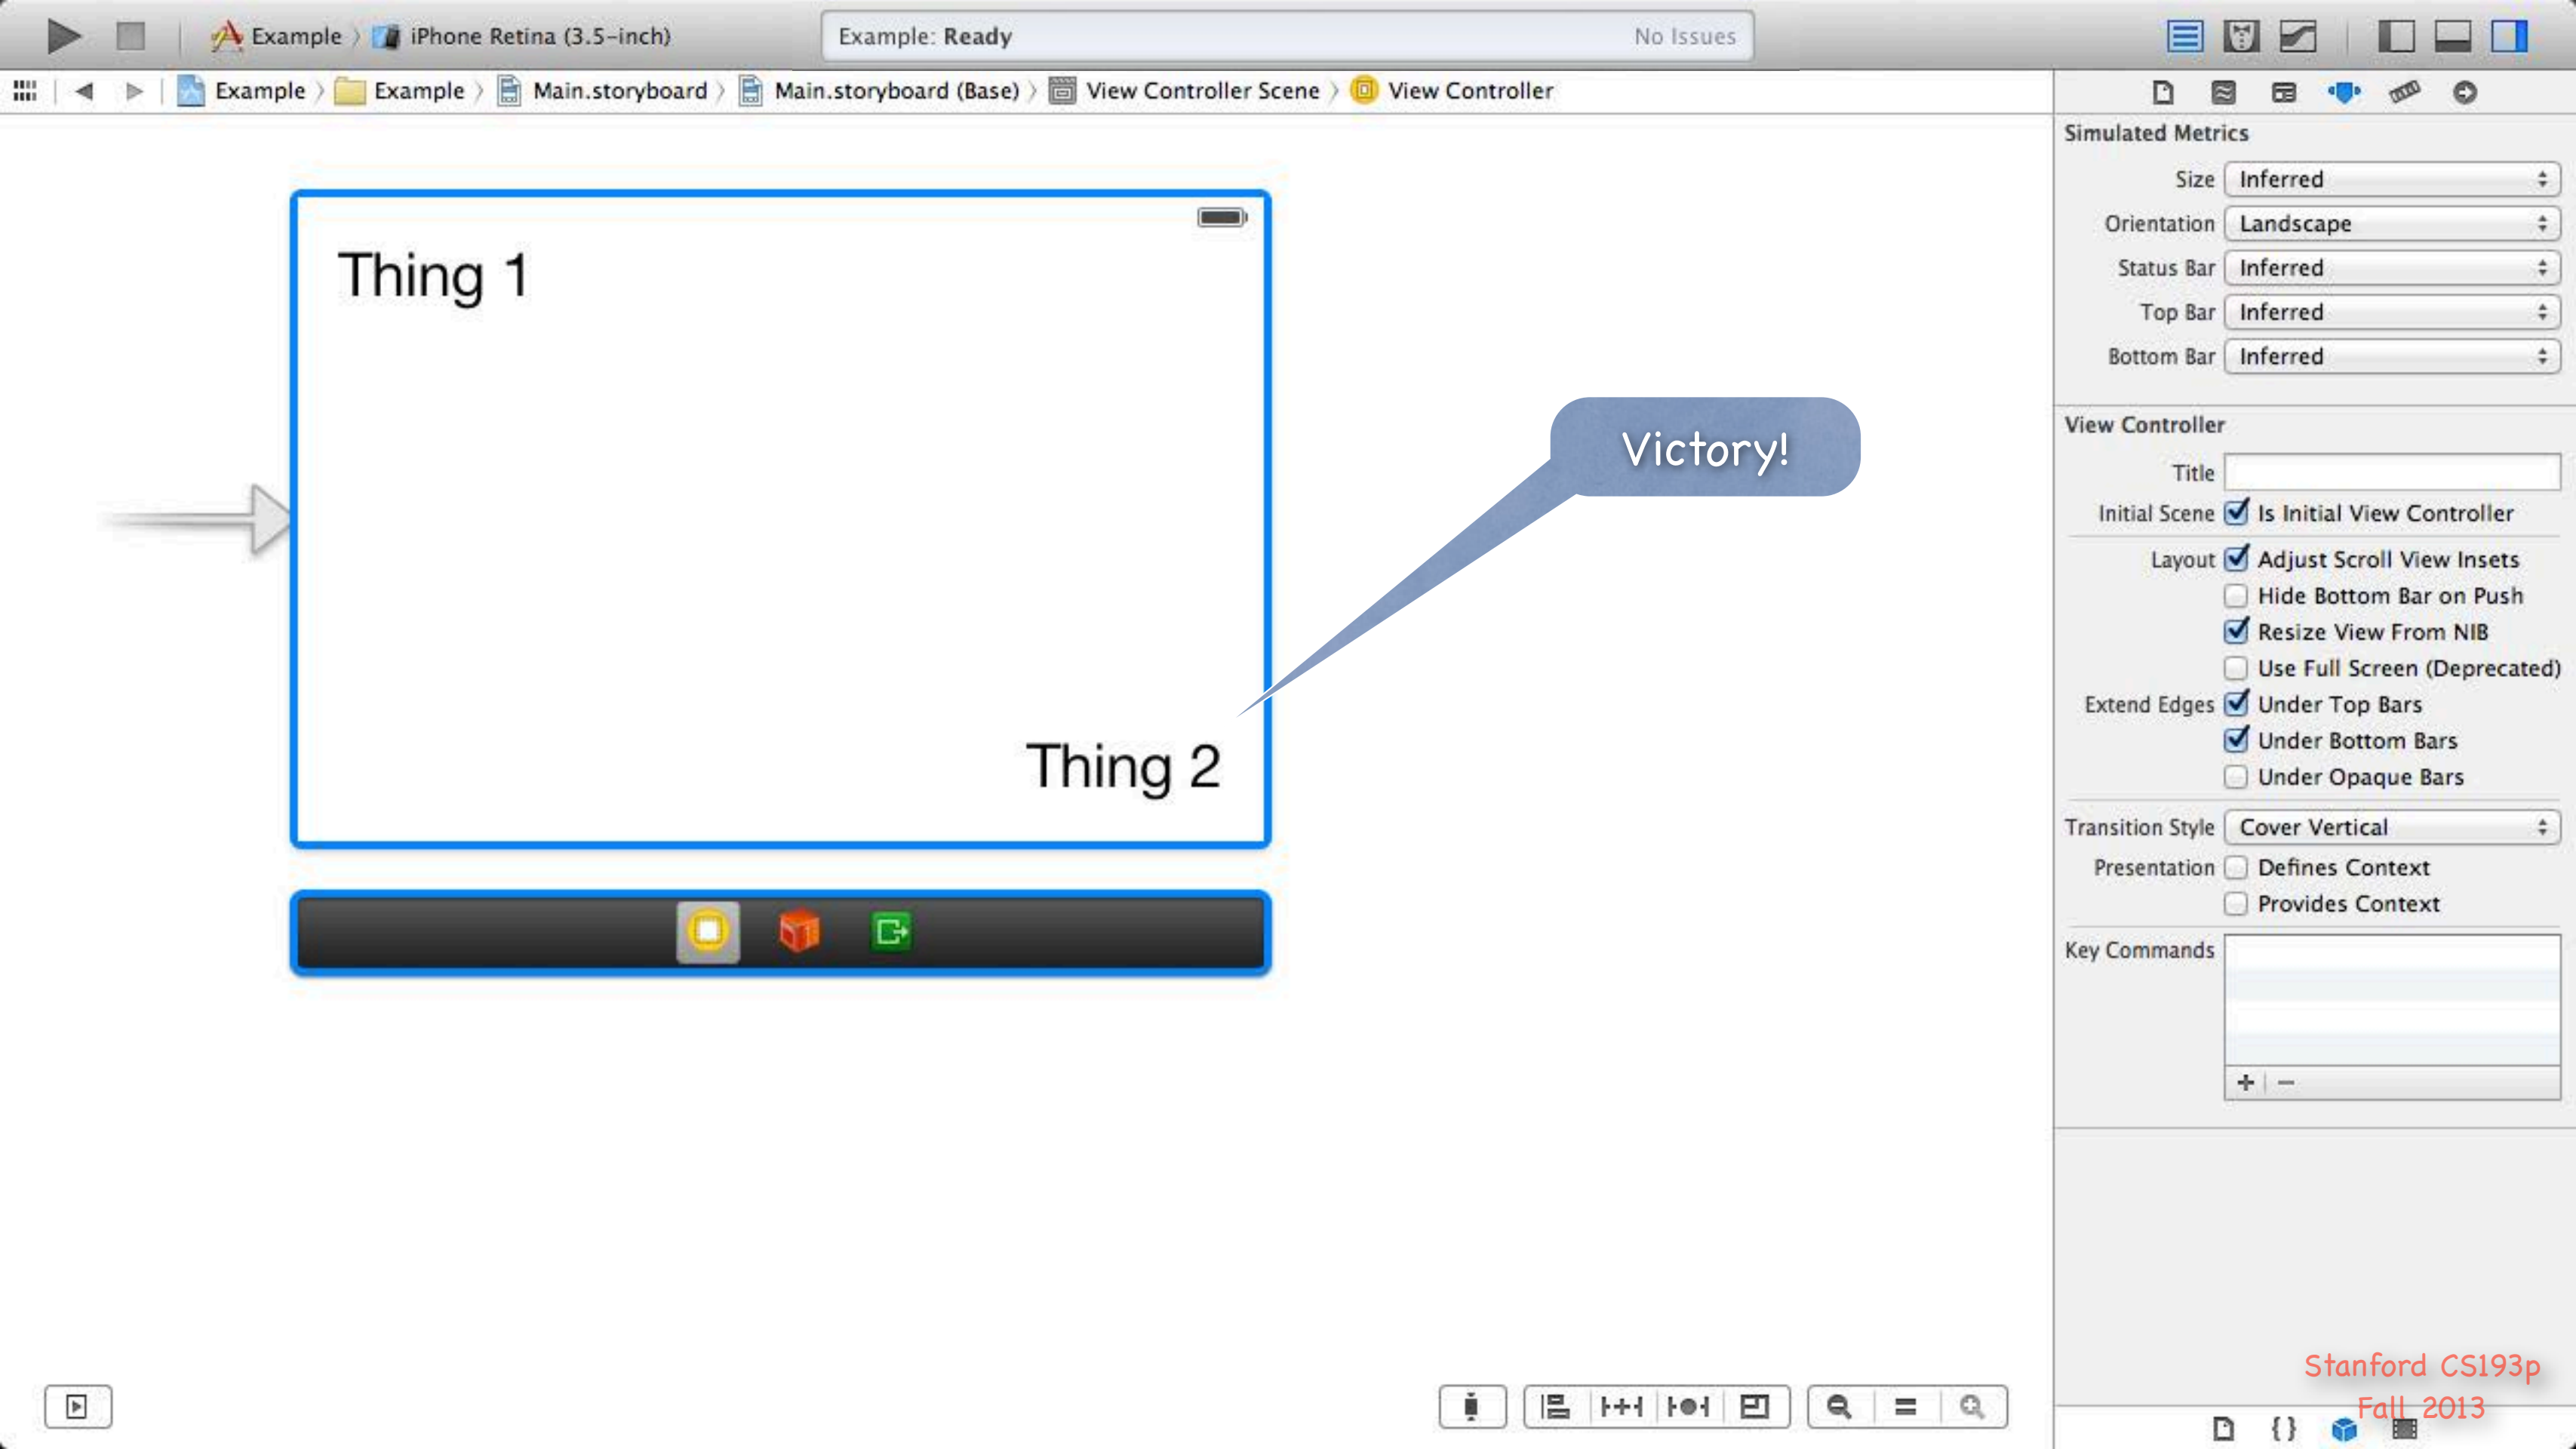 Example 〉 iPhone Retina (3.5-inch)
Example: Ready
No Issues
Example 〉 Example 〉 Main.storyboard 〉 Main.storyboard (Base) 〉 View Controller Scene 〉 View Controller
Thing 1
Victory!
Thing 2
Simulated Metrics
Size Inferred
Orientation Landscape
Status Bar Inferred
Top Bar Inferred
Bottom Bar Inferred
View Controller
Title
Initial Scene Is Initial View Controller
Layout Adjust Scroll View Insets
Hide Bottom Bar on Push
Resize View From NIB
Use Full Screen (Deprecated)
Extend Edges Under Top Bars
Under Bottom Bars
Under Opaque Bars
Transition Style Cover Vertical
Presentation Defines Context
Provides Context
Key Commands
Stanford CS193p
Fall 2013